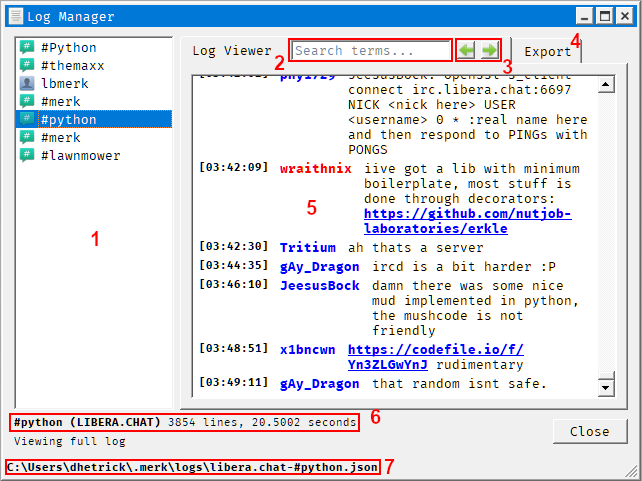 Log Manager
#Python
#themaxx
lbmerk
#merk
#python
#merk
#lawnmower
1
Log Viewer
Search terms...
2
3
4
Export
connect irc.libera.chat:6697
NICK <nick here> USER
<username> 0 * :real name here
and then respond to PINGs with
PONGS
[03:42:09] wraithnix iive got a lib with minimum
boilerplate, most stuff is
done through decorators:
https://github.com/nutjob-
laboratories/erkle
5
[03:42:30] Tritium ah thats a server
[03:44:35] gAy_Dragon ircd is a bit harder :P
[03:46:10] JeesusBock damn there was some nice
mud implemented in python,
the mushcode is not
friendly
[03:48:51] x1bncwn https://codefile.io/f/
Yn3ZLGwYnJ rudimentary
[03:49:11] gAy_Dragon that random isnt safe.
#python (LIBERA.CHAT) 3854 lines, 20.5002 seconds
6
Viewing full log
Close
C:\Users\dhetrick\.merk\logs\libera.chat-#python.json
7